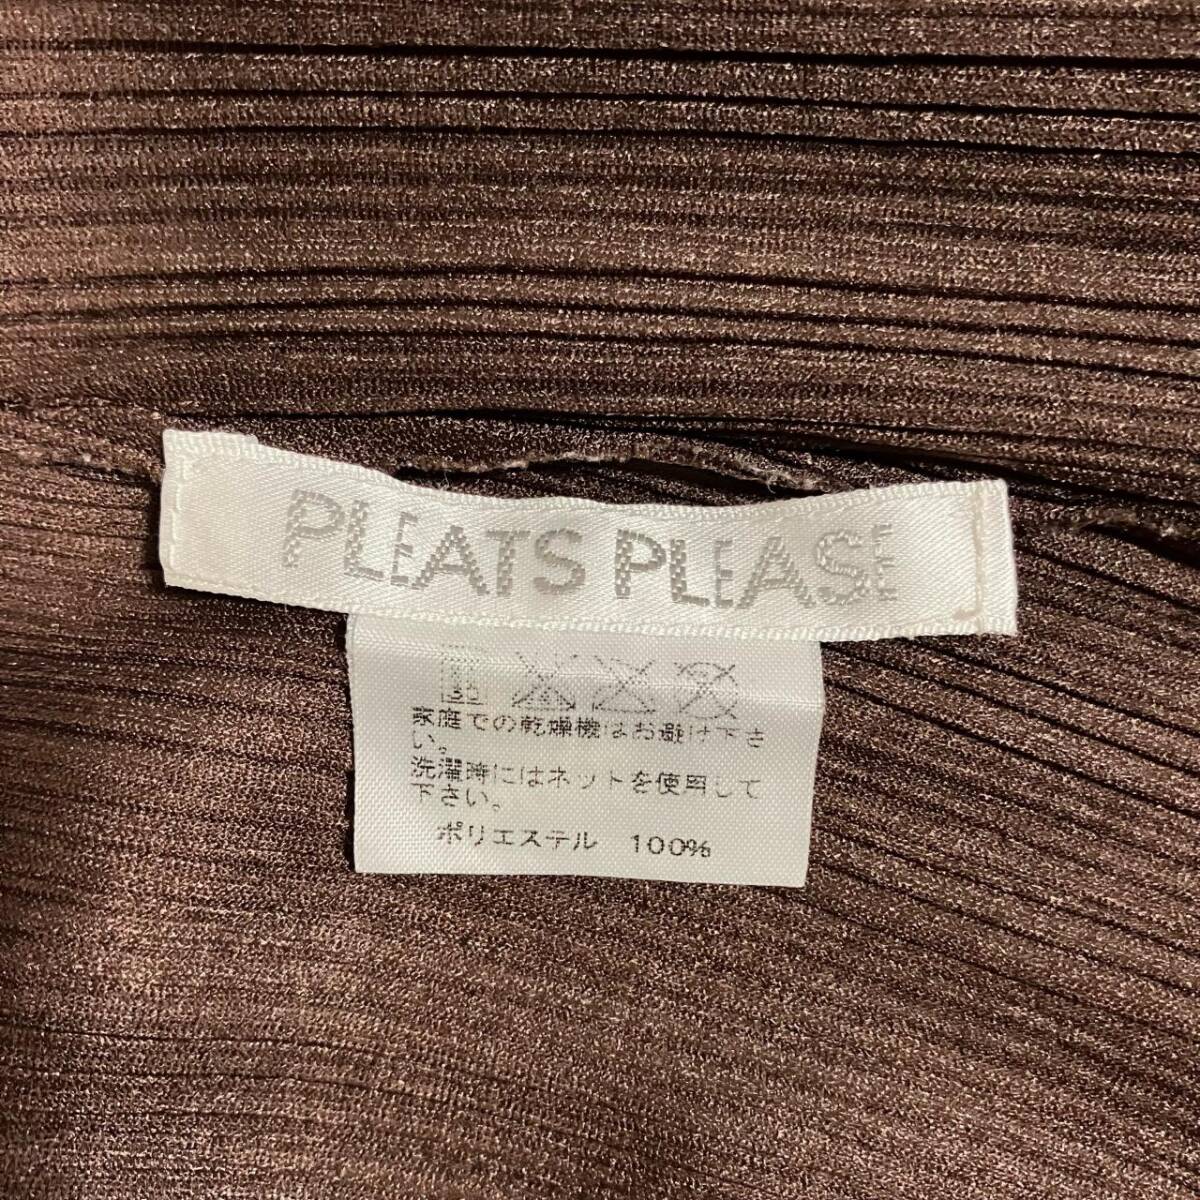 PLEATS PLEASE
30
家庭での乾燥機はお避け下さ
い。
洗濯時にはネットを使用して
下さい。
ポリエステル 100%